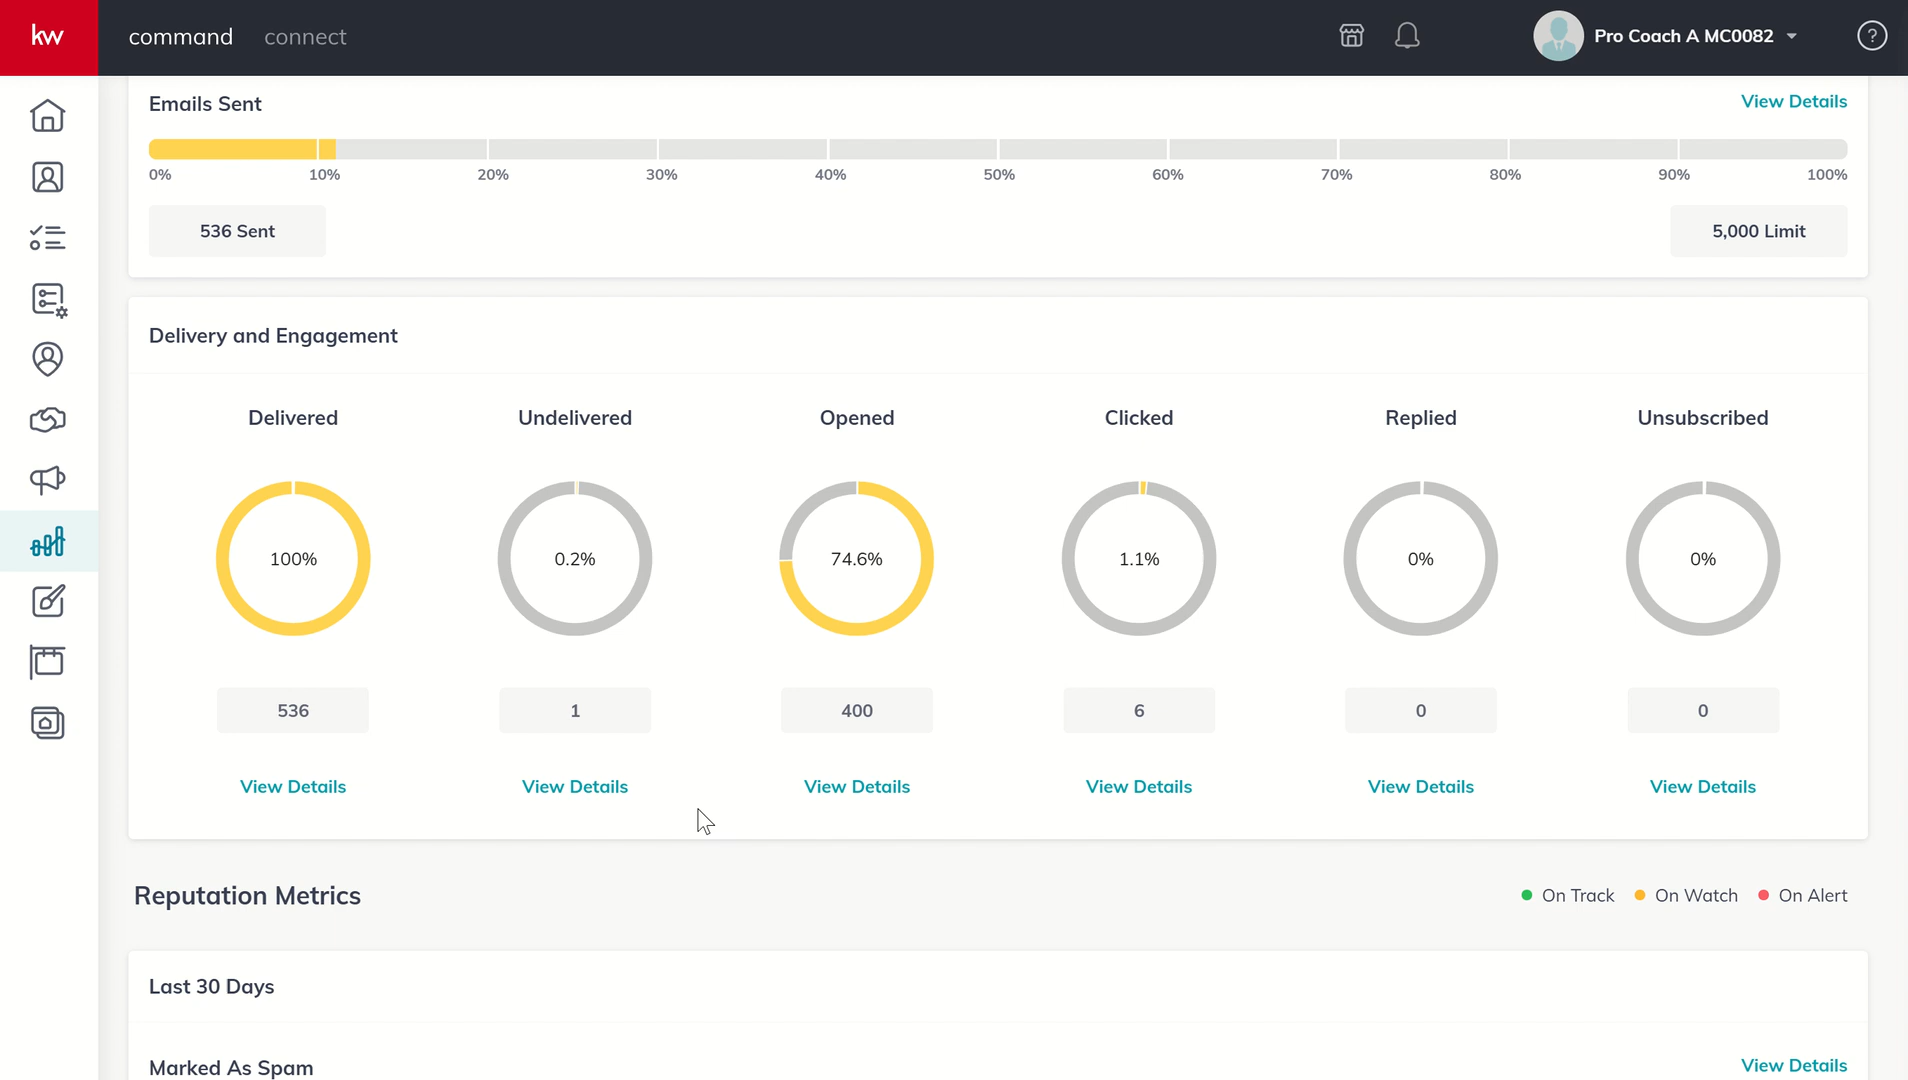 kw
command connect
Pro Coach A MC0082
?
Emails Sent
View Details
0% 10% 20% 30% 40% 50% 60% 70% 80% 90% 100%
536 Sent
5,000 Limit
Delivery and Engagement
Delivered Undelivered Opened Clicked Replied Unsubscribed
100% 0.2% 74.6% 1.1% 0% 0%
536 1 400 6 0 0
View Details View Details View Details View Details View Details View Details
Reputation Metrics
On Track On Watch On Alert
Last 30 Days
Marked As Spam
View Details